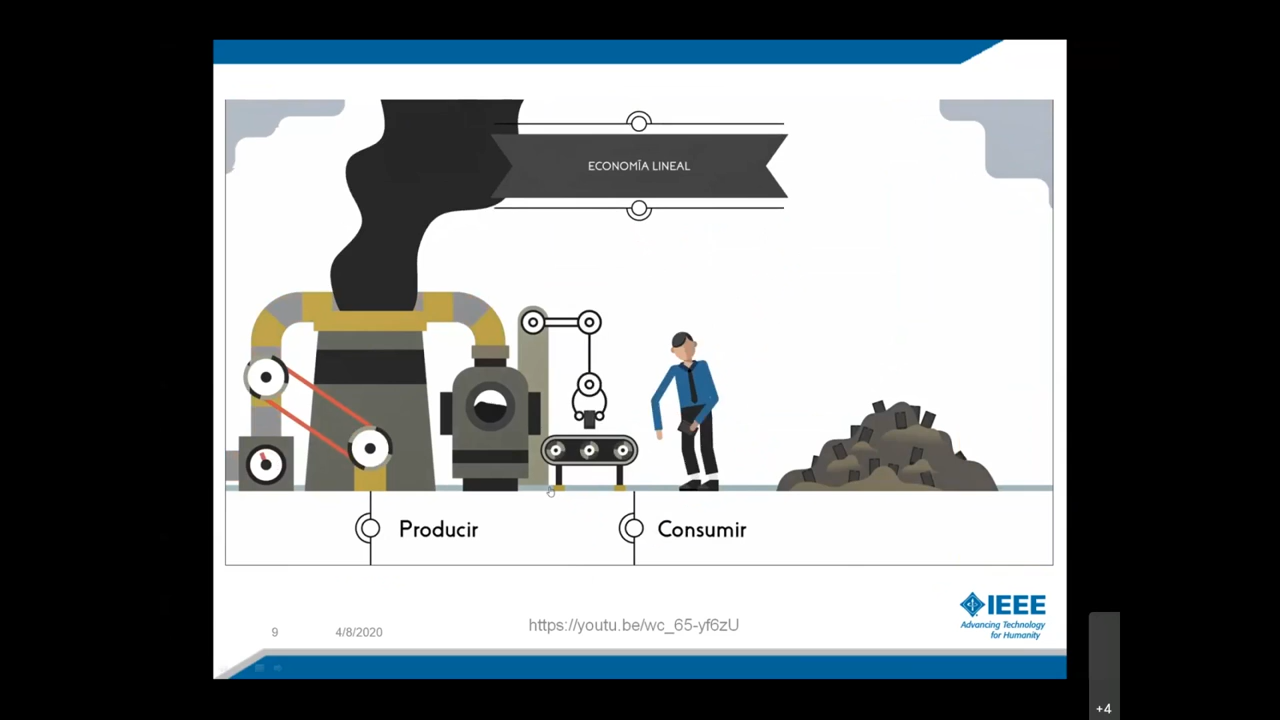 ECONOMÍA LINEAL
Producir
Consumir
9
4/8/2020
https://youtu.be/wc_65-yf6zU
IEEE
Advancing Technology
for Humanity
+4